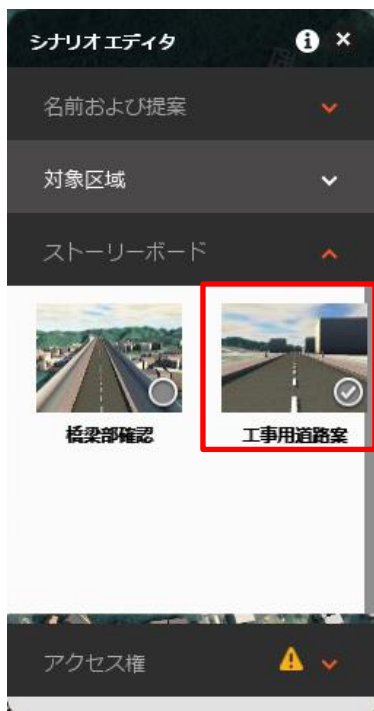 シナリオエディタ
名前および提案
対象区域
ストーリーボード
橋梁部確認
工事用道路案
アクセス権